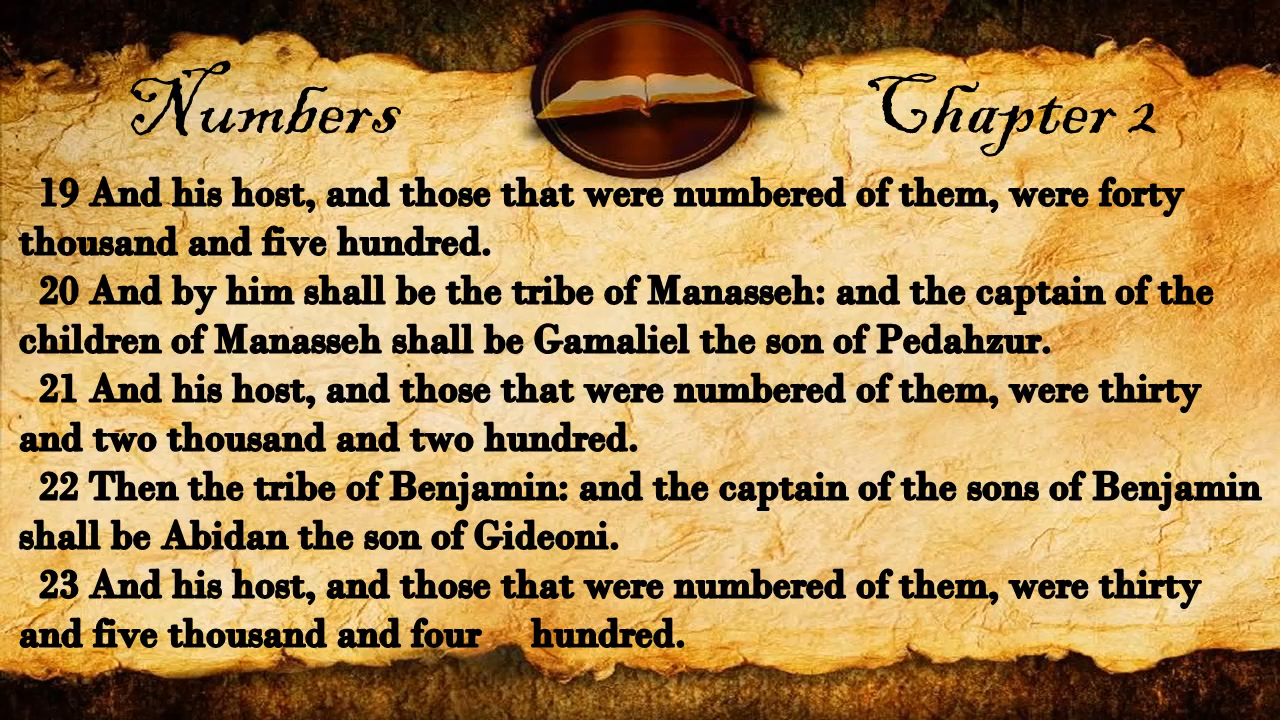 Numbers Chapter 2
19 And his host, and those that were numbered of them, were forty
thousand and five hundred.
20 And by him shall be the tribe of Manasseh: and the captain of the
children of Manasseh shall be Gamaliel the son of Pedahzur.
21 And his host, and those that were numbered of them, were thirty
and two thousand and two hundred.
22 Then the tribe of Benjamin: and the captain of the sons of Benjamin
shall be Abidan the son of Gideoni.
23 And his host, and those that were numbered of them, were thirty
and five thousand and four hundred.